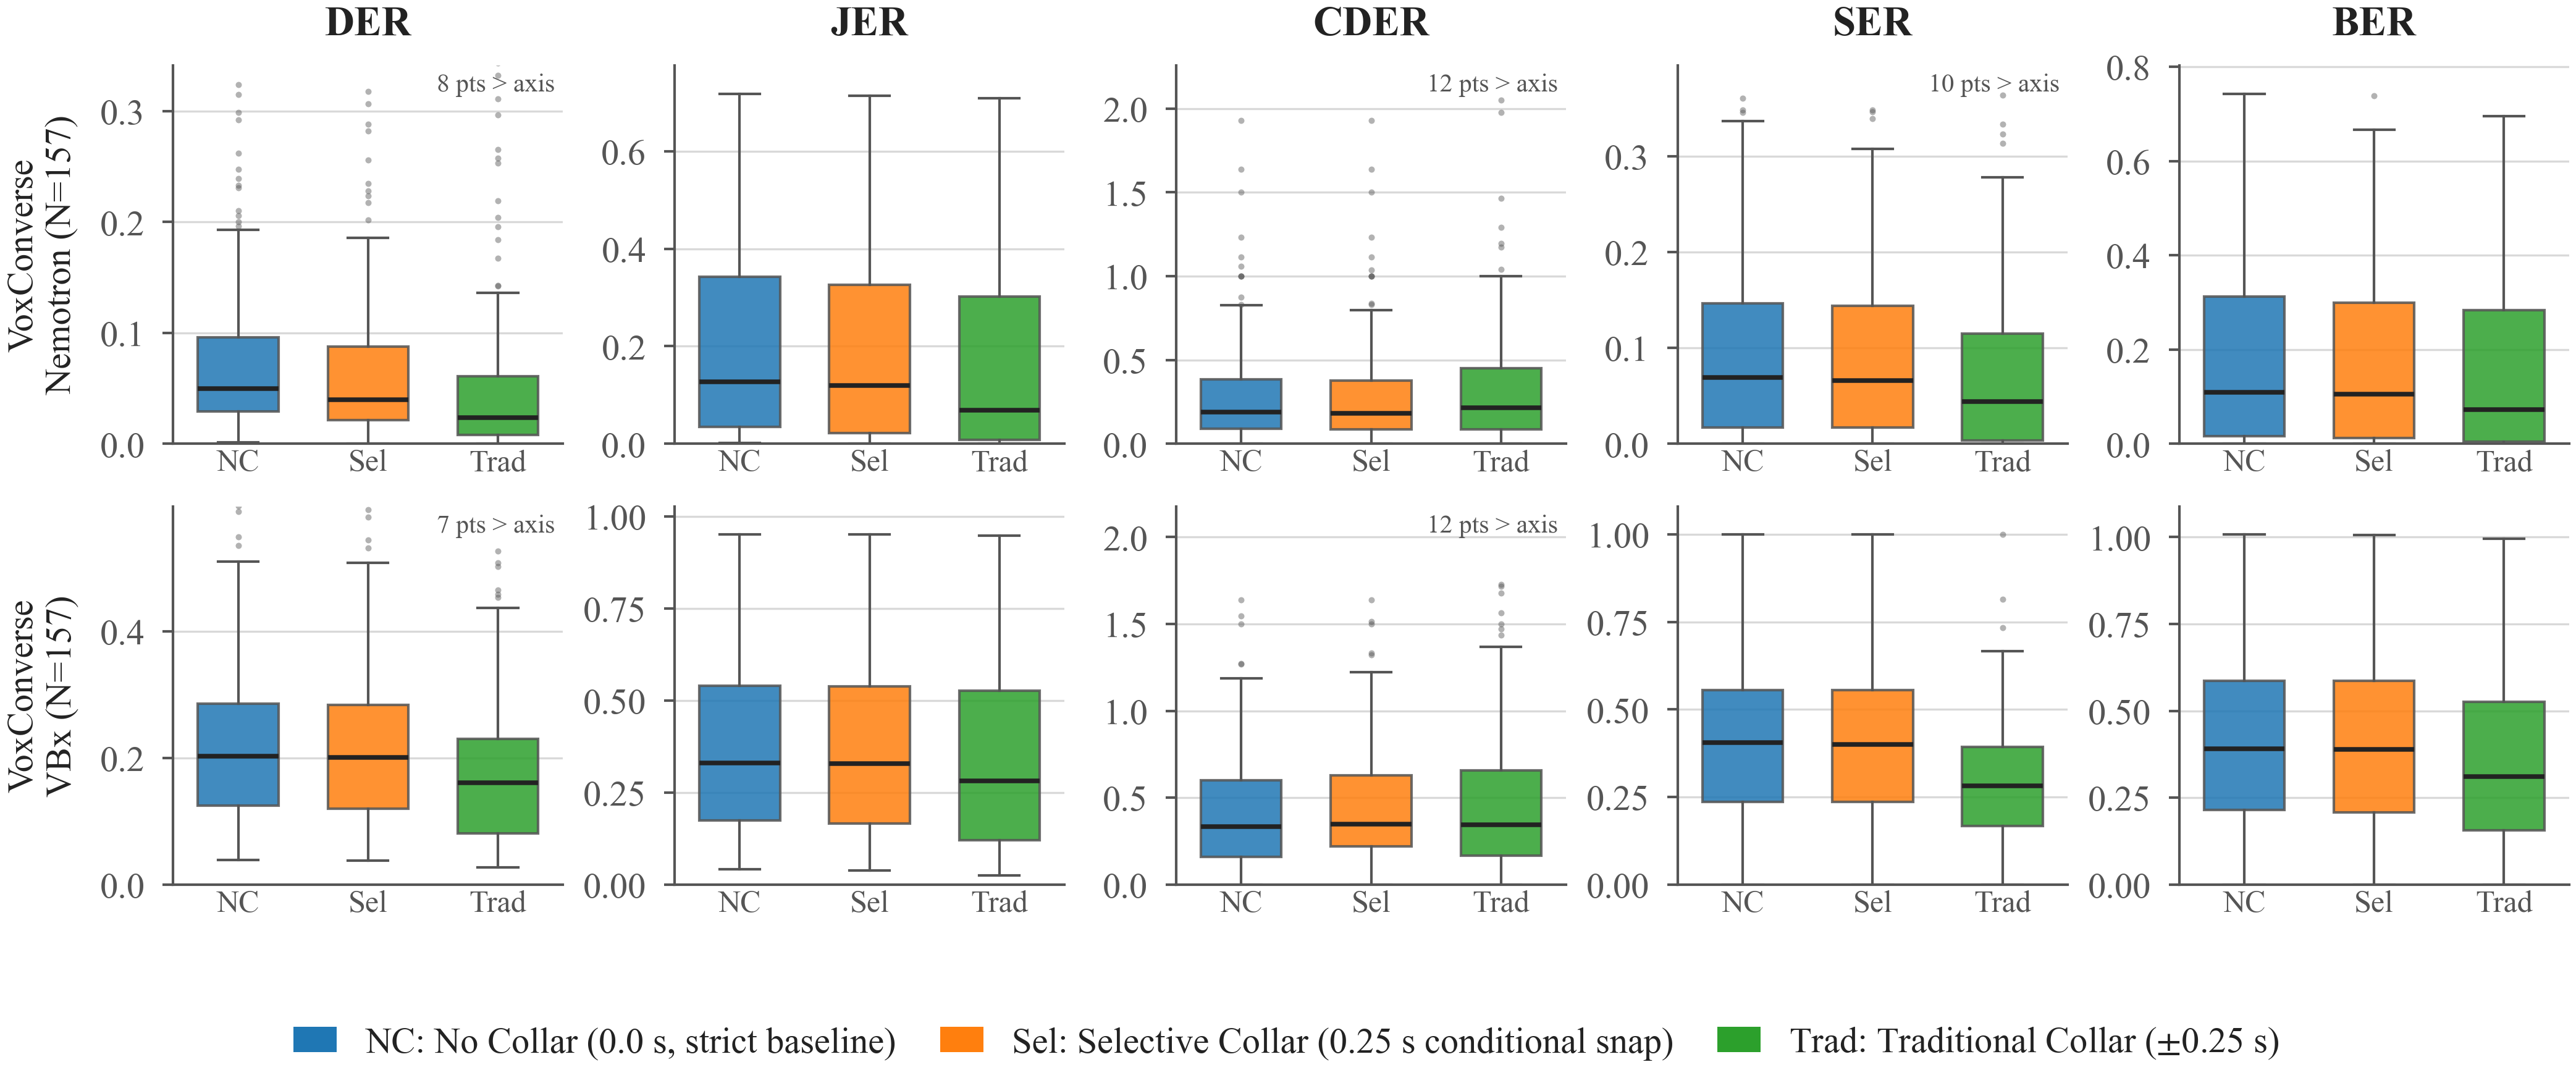 DER JER CDER SER BER
VoxConverse
Nemotron (N=157)
0.3
0.2
0.1
0.0
8 pts > axis
NC Sel Trad
0.6
0.4
0.2
0.0
NC Sel Trad
2.0
1.5
1.0
0.5
0.0
12 pts > axis
NC Sel Trad
0.3
0.2
0.1
0.0
10 pts > axis
NC Sel Trad
0.8
0.6
0.4
0.2
0.0
NC Sel Trad
VoxConverse
VBx (N=157)
0.4
0.2
0.0
7 pts > axis
NC Sel Trad
1.00
0.75
0.50
0.25
0.00
NC Sel Trad
2.0
1.5
1.0
0.5
0.0
12 pts > axis
NC Sel Trad
1.00
0.75
0.50
0.25
0.00
NC Sel Trad
1.00
0.75
0.50
0.25
0.00
NC Sel Trad
NC: No Collar (0.0 s, strict baseline) Sel: Selective Collar (0.25 s conditional snap) Trad: Traditional Collar (±0.25 s)